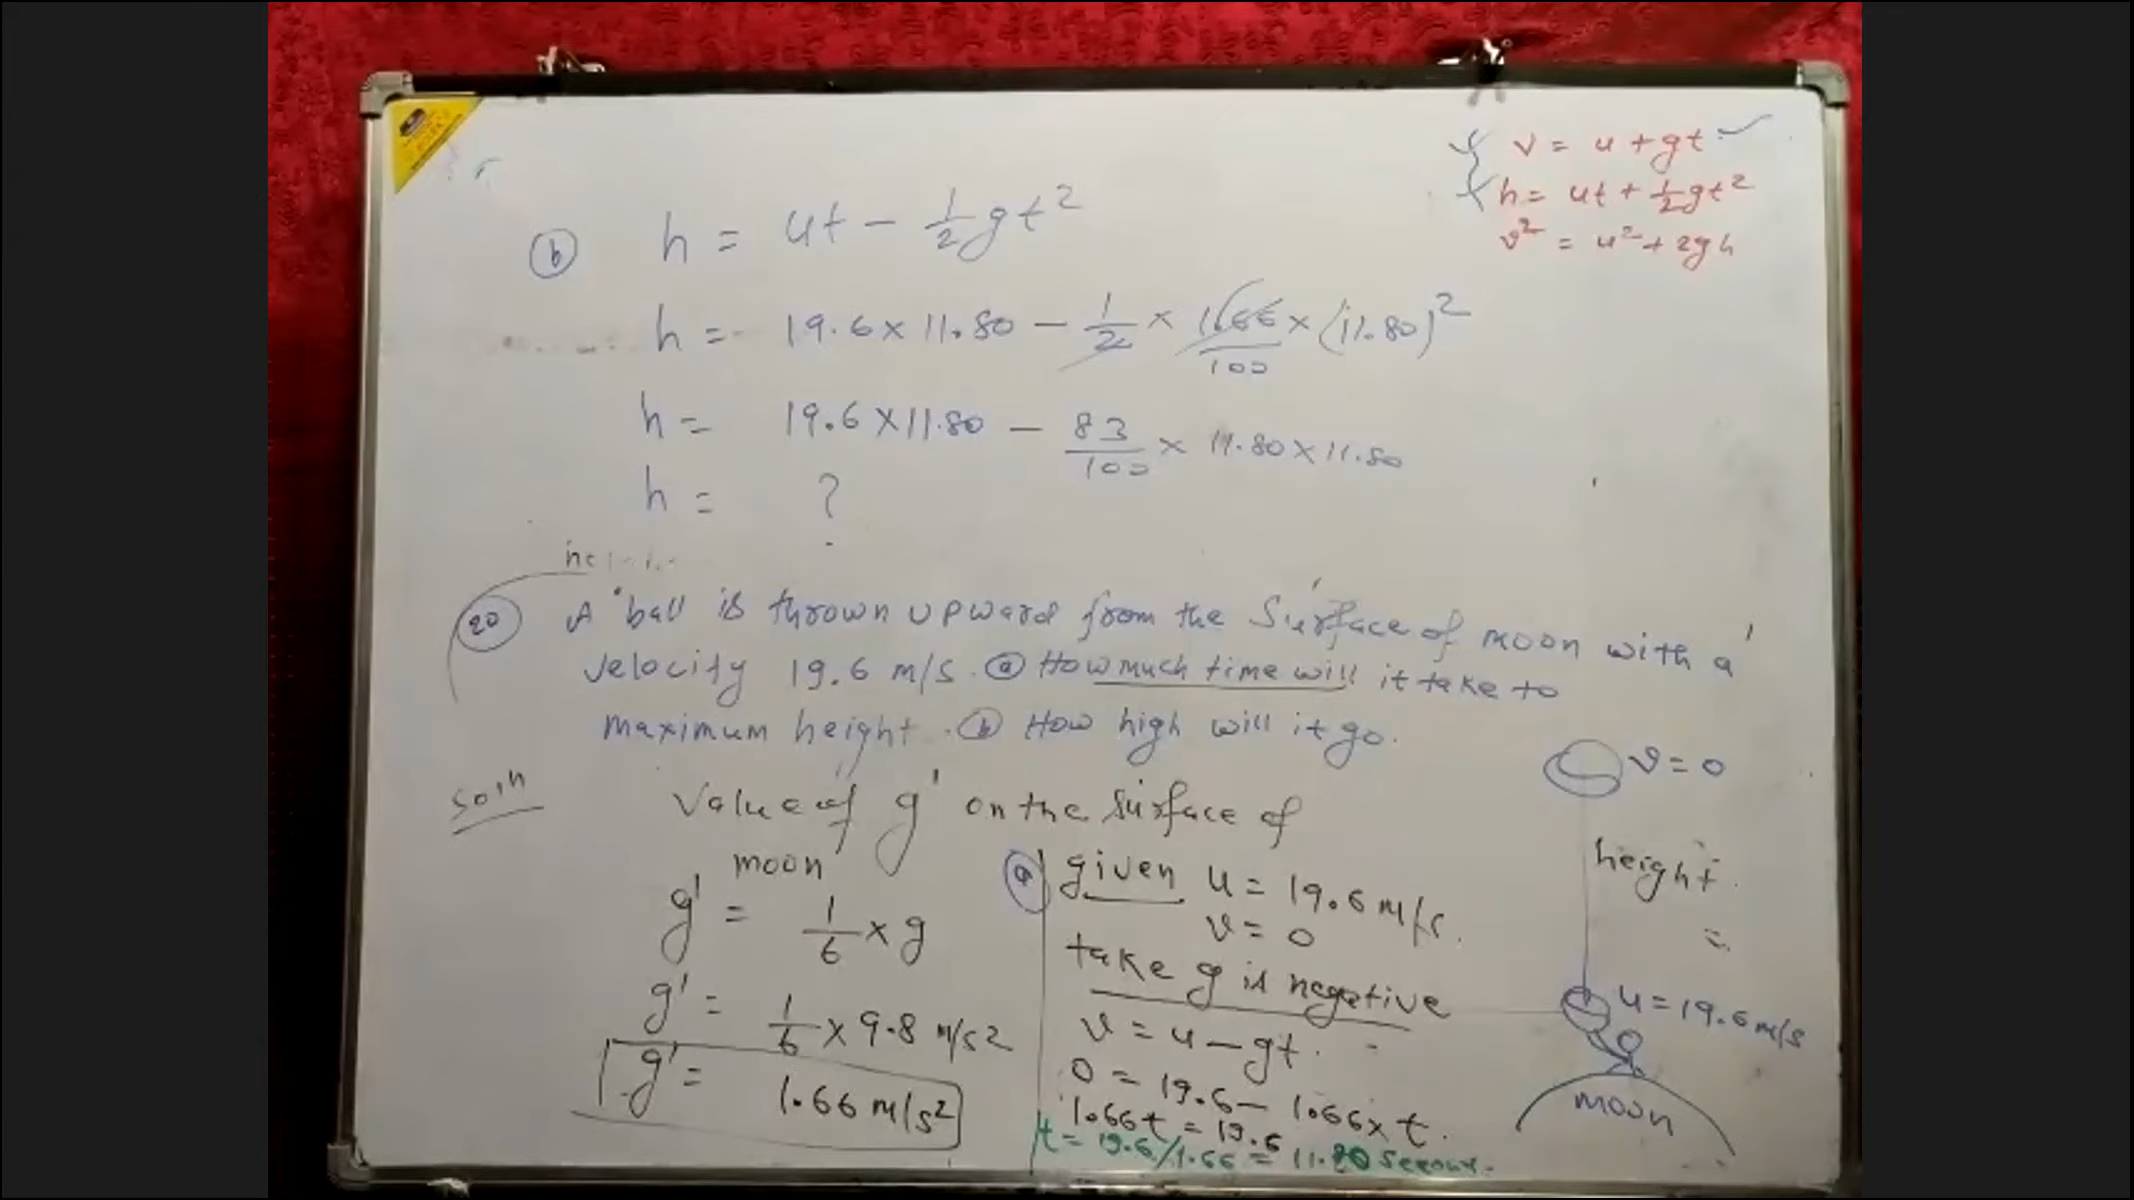 v = u + gt
h = ut + 1/2 gt²
v² = u² + 2gh
(b) h = ut - 1/2 gt²
h = 19.6 x 11.80 - 1/2 x 166/100 x (11.80)²
h = 19.6 x 11.80 - 83/100 x 11.80 x 11.80
h = ?
(20) A ball is thrown upward from the Surface of moon with a
velocity 19.6 m/s. (a) How much time will it take to
maximum height. (b) How high will it go.
v = 0
Soln
Value of g' on the surface of
moon
g' = 1/6 x g
g' = 1/6 x 9.8 m/s²
g' = 1.66 m/s²
(a) given u = 19.6 m/s.
v = 0
take g is negative
v = u - gt.
0 = 19.6 - 1.66 x t.
1.66t = 19.6
t = 19.6/1.66 = 11.80 Second.
height
=
u = 19.6 m/s
moon